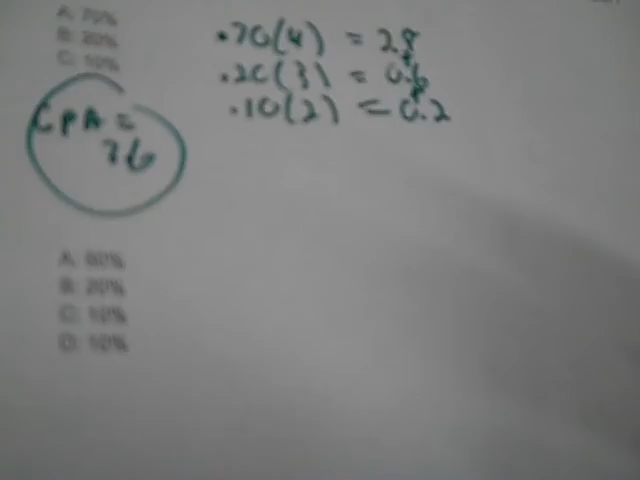 A: 70%
B: 20%
C: 10%
.70(4) = 2.8
.20(3) = 0.6
.10(2) = 0.2
GPA =
3.6
A: 60%
B: 20%
C: 10%
D: 10%